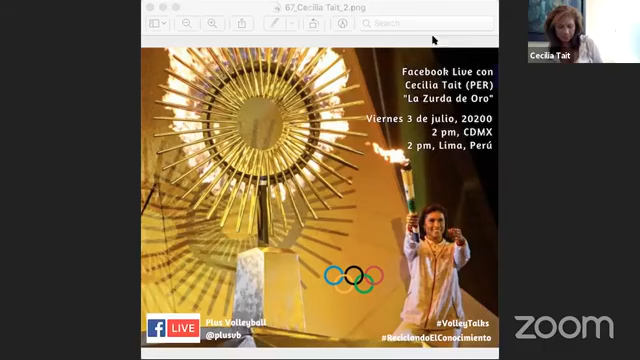 67_Cecilia Tait_2.png
Search
Cecilia Tait
Facebook Live con
Cecilia Tait (PER)
"La Zurda de Oro"
Viernes 3 de julio, 20200
2 pm, CDMX
2 pm, Lima, Perú
f LIVE
Plus Volleyball
@plusvb
#VolleyTalks
#ReciclandoElConocimiento
zoom